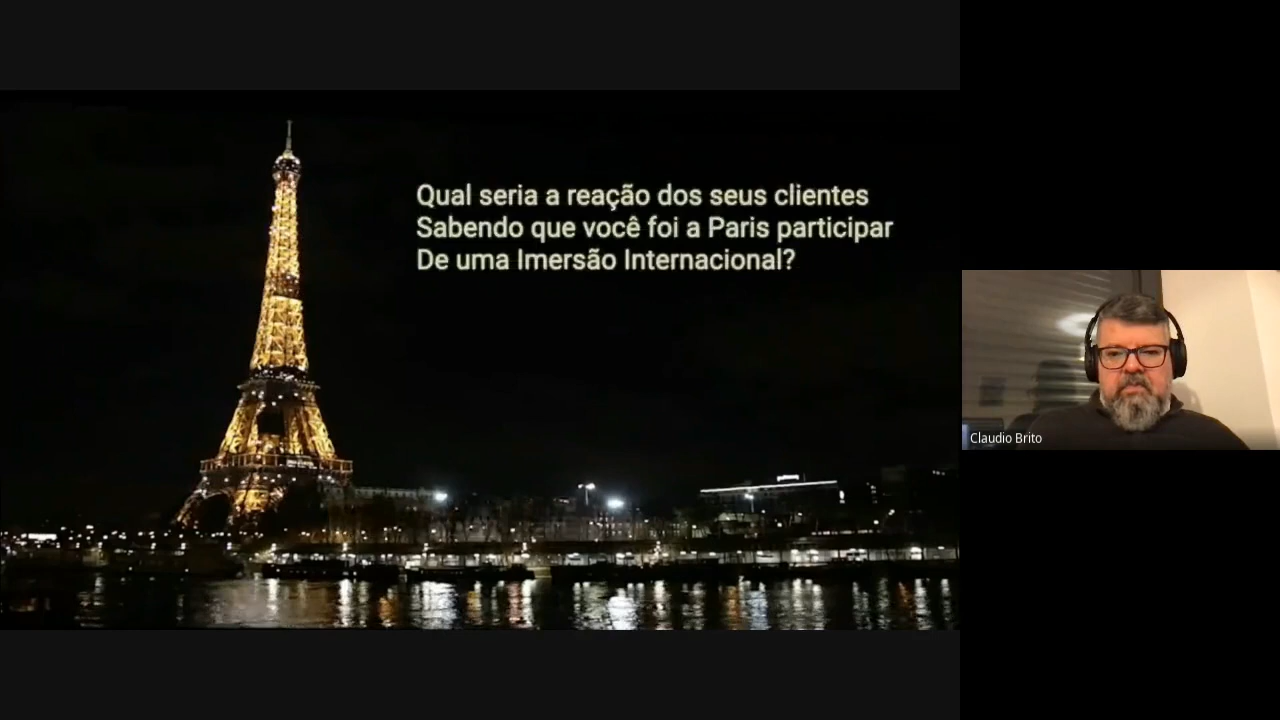 Qual seria a reação dos seus clientes
Sabendo que você foi a Paris participar
De uma Imersão Internacional?
Claudio Brito